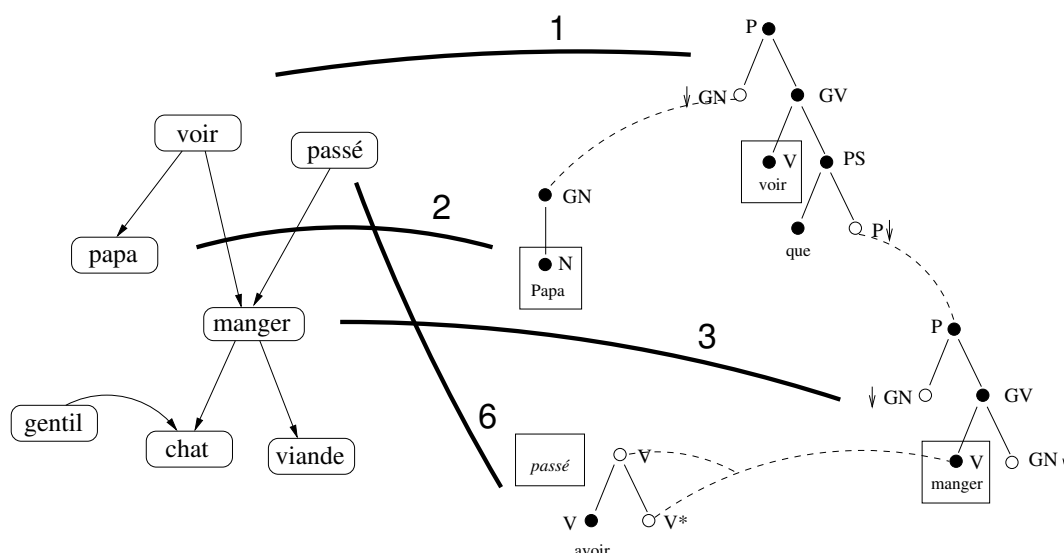 1
P
↓ GN
GV
voir
passé
V
PS
voir
2
GN
P↓
que
papa
N
Papa
manger
3
P
↓ GN
GV
gentil
6
chat
viande
passé
V
V
manger
GN
V
V*
avoir